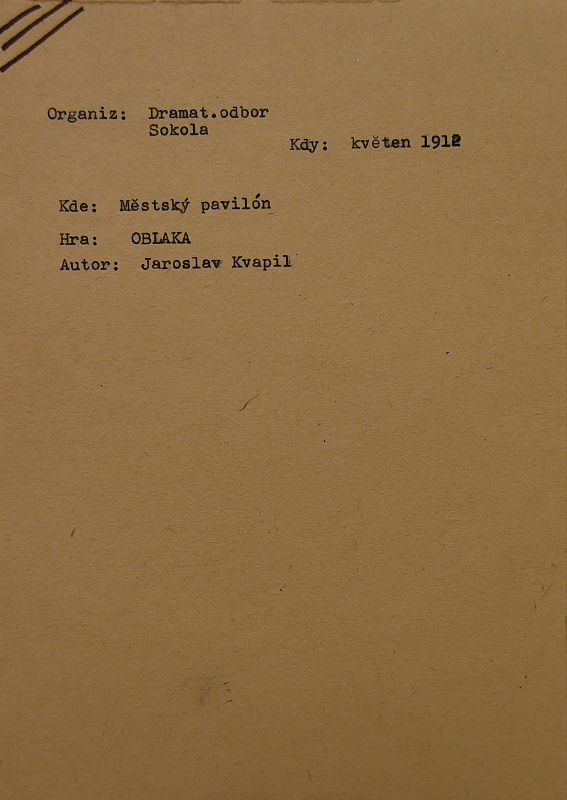 Organiz: Dramat.odbor
Sokola
Kdy: květen 1912
Kde: Městský pavilón
Hra: OBLAKA
Autor: Jaroslav Kvapil